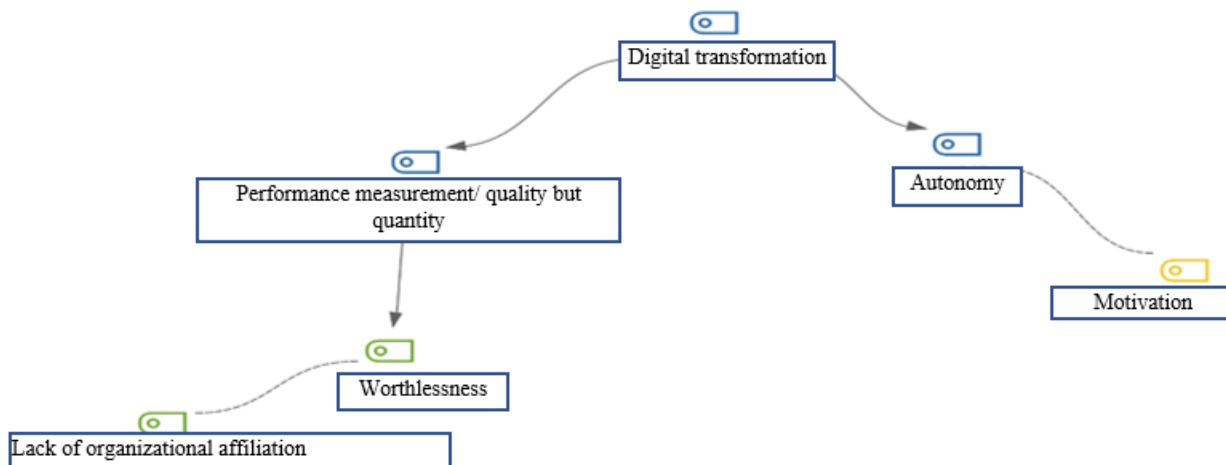 Digital transformation
Autonomy
Performance measurement/ quality but
quantity
Motivation
Worthlessness
Lack of organizational affiliation